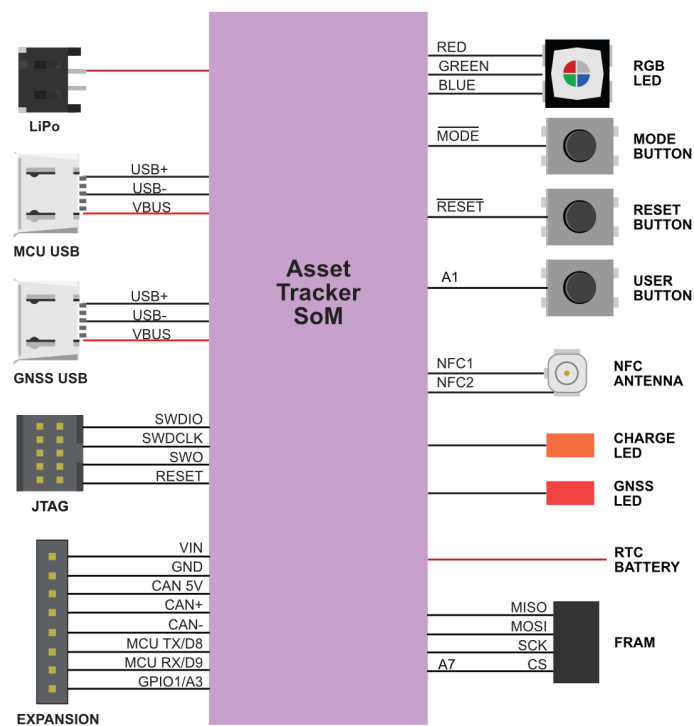 LiPo
USB+
USB-
VBUS
MCU USB
USB+
USB-
VBUS
GNSS USB
SWDIO
SWDCLK
SWO
RESET
JTAG
VIN
GND
CAN 5V
CAN+
CAN-
MCU TX/D8
MCU RX/D9
GPIO1/A3
EXPANSION
Asset
Tracker
SoM
RED
GREEN
BLUE
RGB
LED
MODE
MODE
BUTTON
RESET
RESET
BUTTON
A1
USER
BUTTON
NFC1
NFC2
NFC
ANTENNA
CHARGE
LED
GNSS
LED
RTC
BATTERY
MISO
MOSI
SCK
A7 CS
FRAM